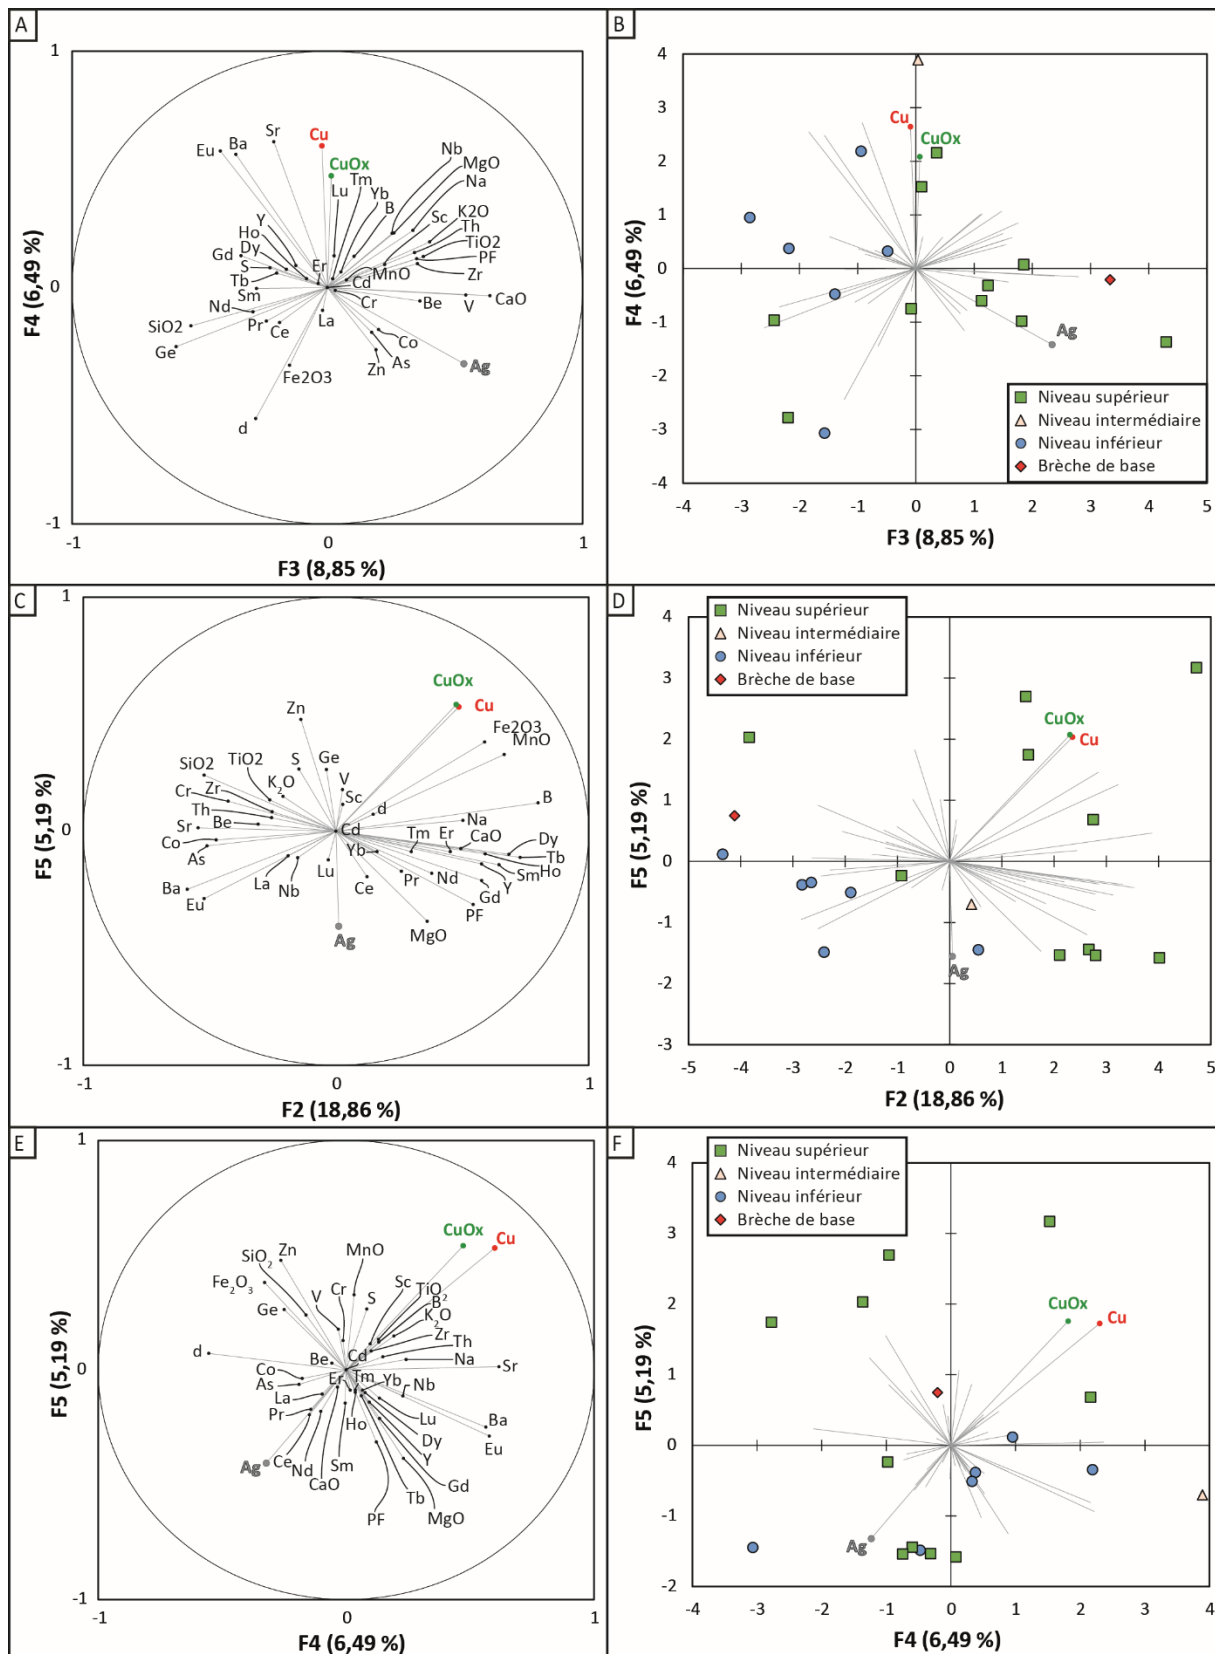 A
1
F4 (6,49 %)
0
-1
-1
0
1
F3 (8,85 %)
Sr
Ba
Eu
Cu
CuOx
Lu
Tm
Yb
B
Nb
MgO
Na
Sc
K2O
Th
TiO2
PF
Zr
Y
Ho
Gd
Dy
S
Tb
Sm
Er
Cd
MnO
Cr
Be
V
CaO
Nd
SiO2
Pr
Ce
La
Ge
Co
As
Zn
Ag
Fe2O3
d
B
4
3
2
1
0
-1
-2
-3
-4
F4 (6,49 %)
Cu
CuOx
Ag
Niveau supérieur
Niveau intermédiaire
Niveau inférieur
Brèche de base
-4 -3 -2 -1 0 1 2 3 4 5
F3 (8,85 %)
C
1
F5 (5,19 %)
0
-1
-1
0
1
F2 (18,86 %)
CuOx
Cu
Zn
Fe2O3
MnO
TiO2
S
Ge
SiO2
K2O
V
Zr
Cr
Sc
d
B
Th
Be
Sr
Cd
Na
Co
As
Yb
Tm
Er
CaO
Dy
Tb
Ho
Sm
Y
Gd
Nd
Pr
Ce
Lu
La
Nb
Ba
Eu
PF
MgO
Ag
D
Niveau supérieur
Niveau intermédiaire
Niveau inférieur
Brèche de base
4
3
2
1
0
-1
-2
-3
F5 (5,19 %)
CuOx
Cu
Ag
-5 -4 -3 -2 -1 0 1 2 3 4 5
F2 (18,86 %)
E
1
F5 (5,19 %)
0
-1
-1
0
1
F4 (6,49 %)
CuOx
Cu
Zn
SiO2
MnO
Fe2O3
Ge
V
Cr
S
Sc
TiO2
B
K2O
Zr
Th
Na
Sr
d
Be
Cd
Co
As
La
Er
Tm
Yb
Nb
Pr
Ho
Lu
Ba
Eu
Dy
Y
Ce
Nd
Sm
CaO
Gd
Tb
PF
MgO
Ag
F
Niveau supérieur
Niveau intermédiaire
Niveau inférieur
Brèche de base
4
3
2
1
0
-1
-2
F5 (5,19 %)
CuOx
Cu
Ag
-4 -3 -2 -1 0 1 2 3 4
F4 (6,49 %)